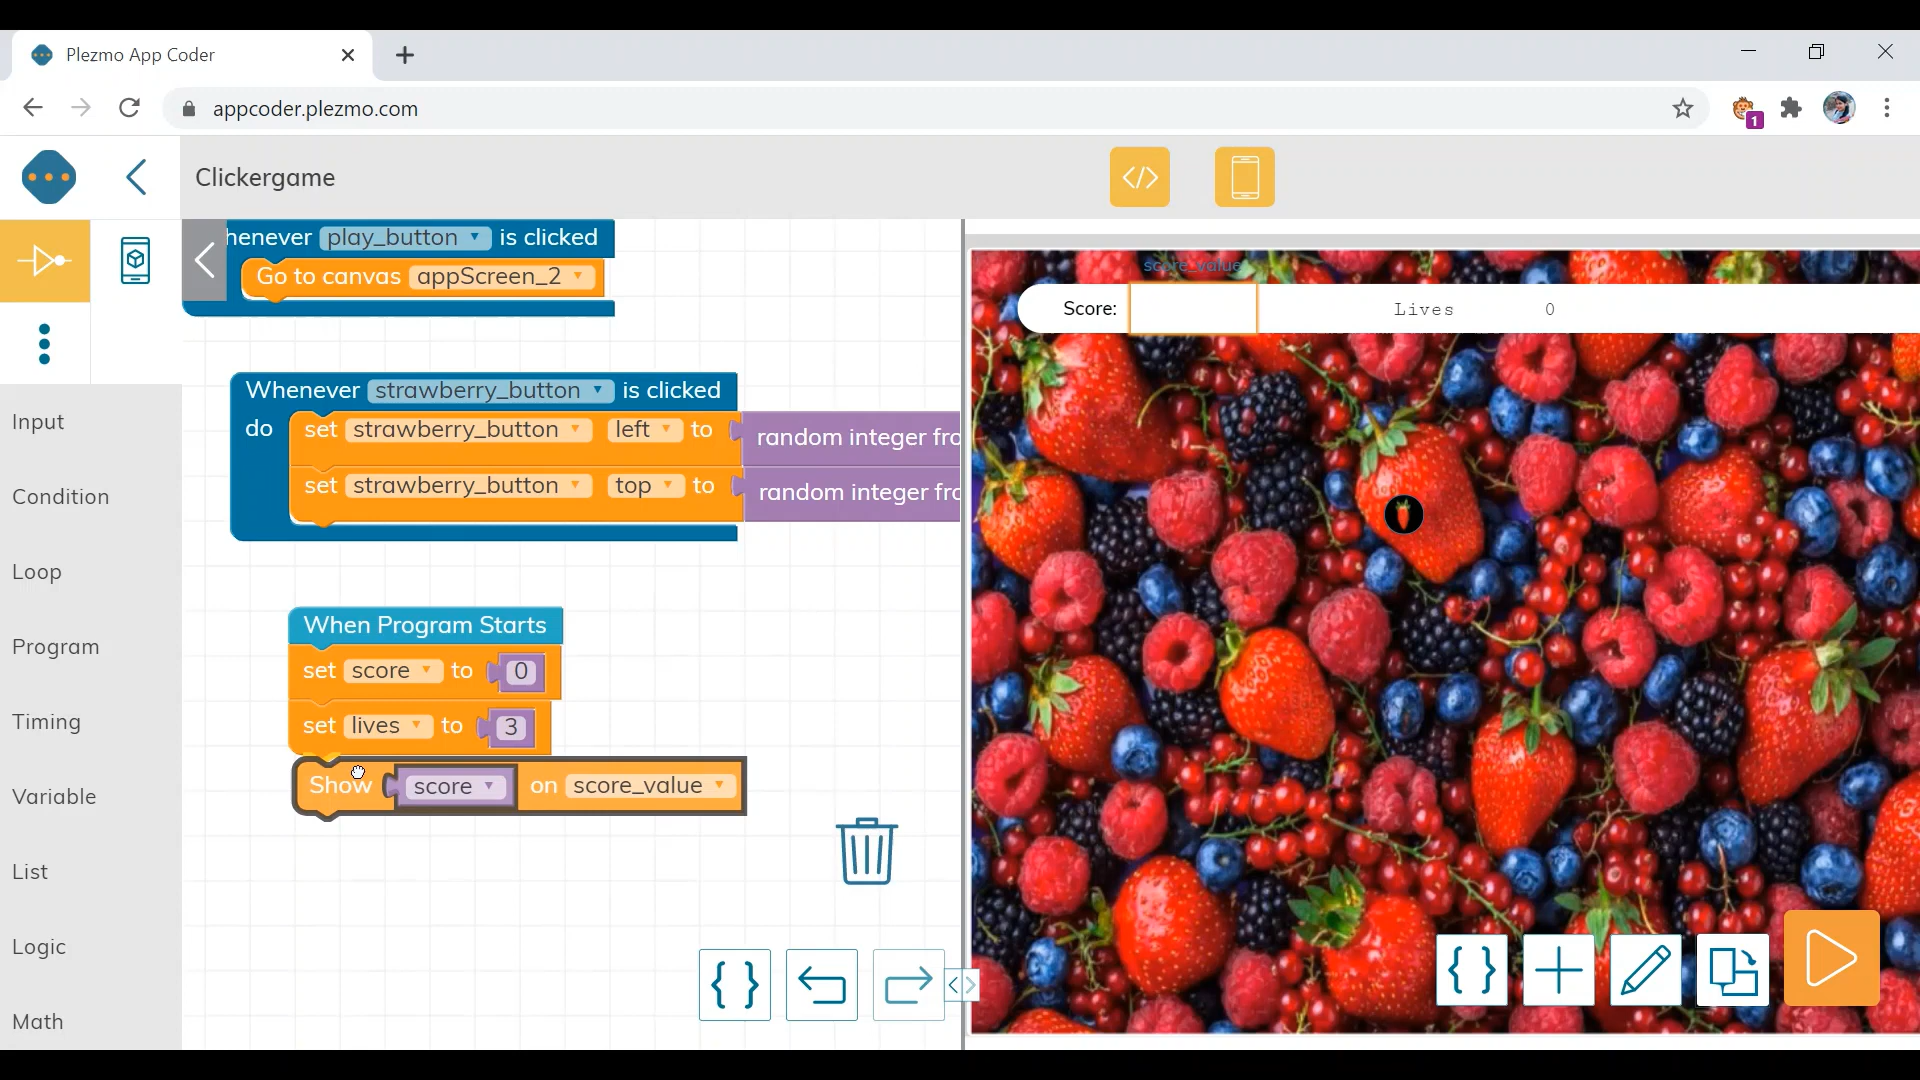 Plezmo App Coder
appcoder.plezmo.com
1
Clickergame
henever play_button is clicked
Go to canvas appScreen_2
score_value
Score:
Lives 0
Whenever strawberry_button is clicked
do set strawberry_button left to random integer fro
set strawberry_button top to random integer fro
Input
Condition
Loop
Program
Timing
Variable
List
Logic
Math
When Program Starts
set score to 0
set lives to 3
Show score on score_value